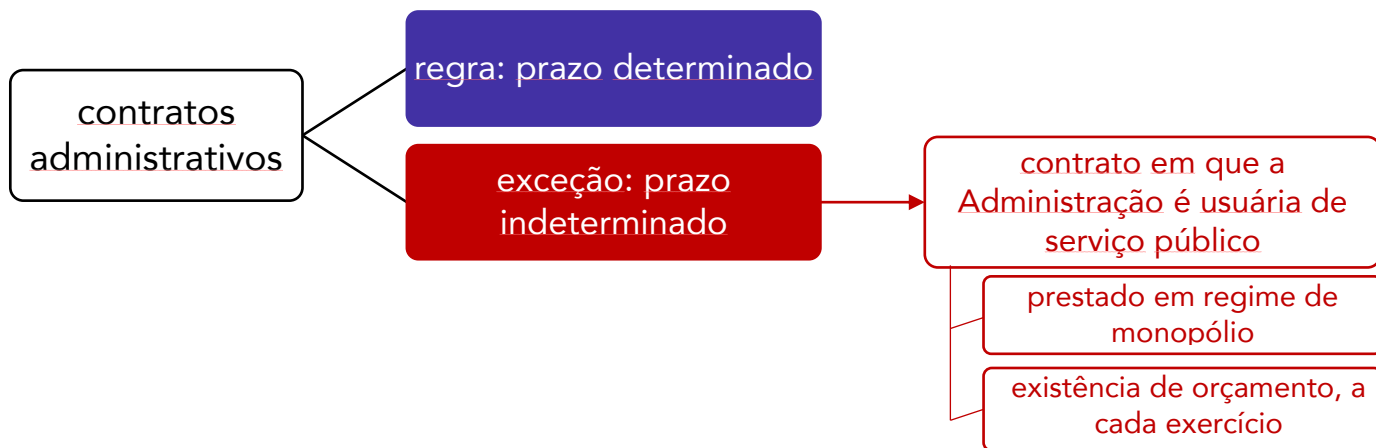 contratos
administrativos
regra: prazo determinado
exceção: prazo
indeterminado
contrato em que a
Administração é usuária de
serviço público
prestado em regime de
monopólio
existência de orçamento, a
cada exercício